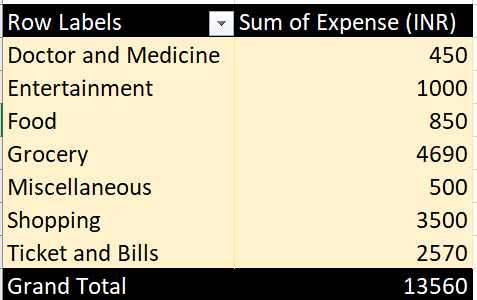 Row Labels Sum of Expense (INR)
Doctor and Medicine 450
Entertainment 1000
Food 850
Grocery 4690
Miscellaneous 500
Shopping 3500
Ticket and Bills 2570
Grand Total 13560